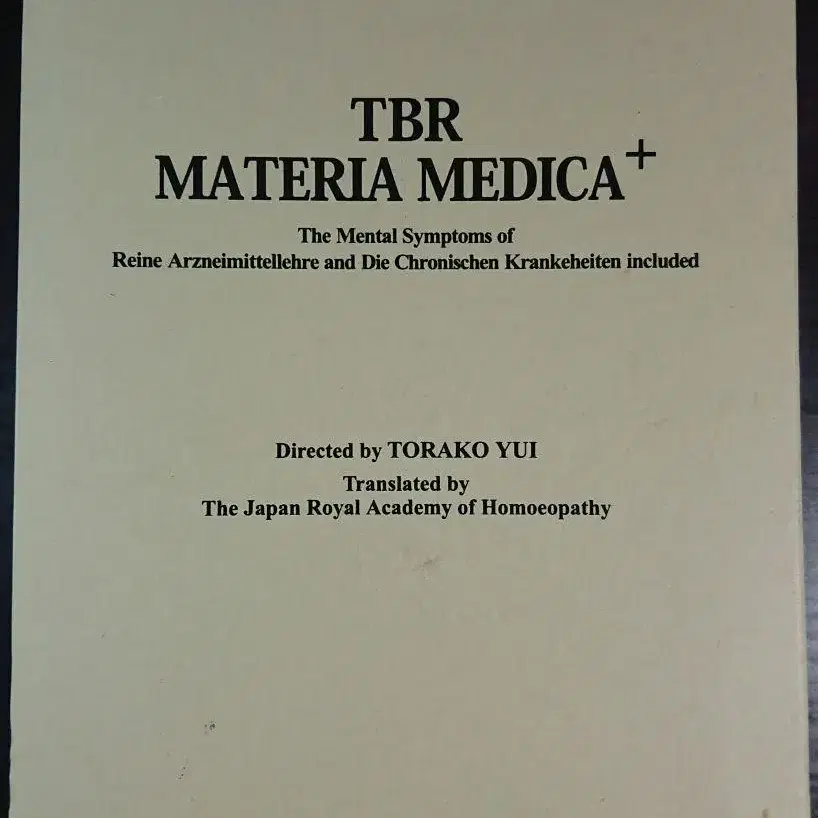 TBR
MATERIA MEDICA+
The Mental Symptoms of
Reine Arzneimittellehre and Die Chronischen Krankeheiten included
Directed by TORAKO YUI
Translated by
The Japan Royal Academy of Homoeopathy